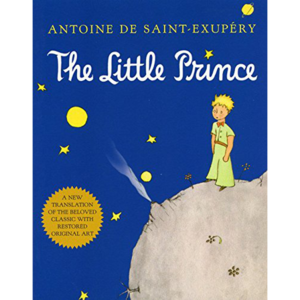 ANTOINE DE SAINT-EXUPÉRY
The Little Prince
A NEW
TRANSLATION
OF THE BELOVED
CLASSIC WITH
RESTORED
ORIGINAL ART